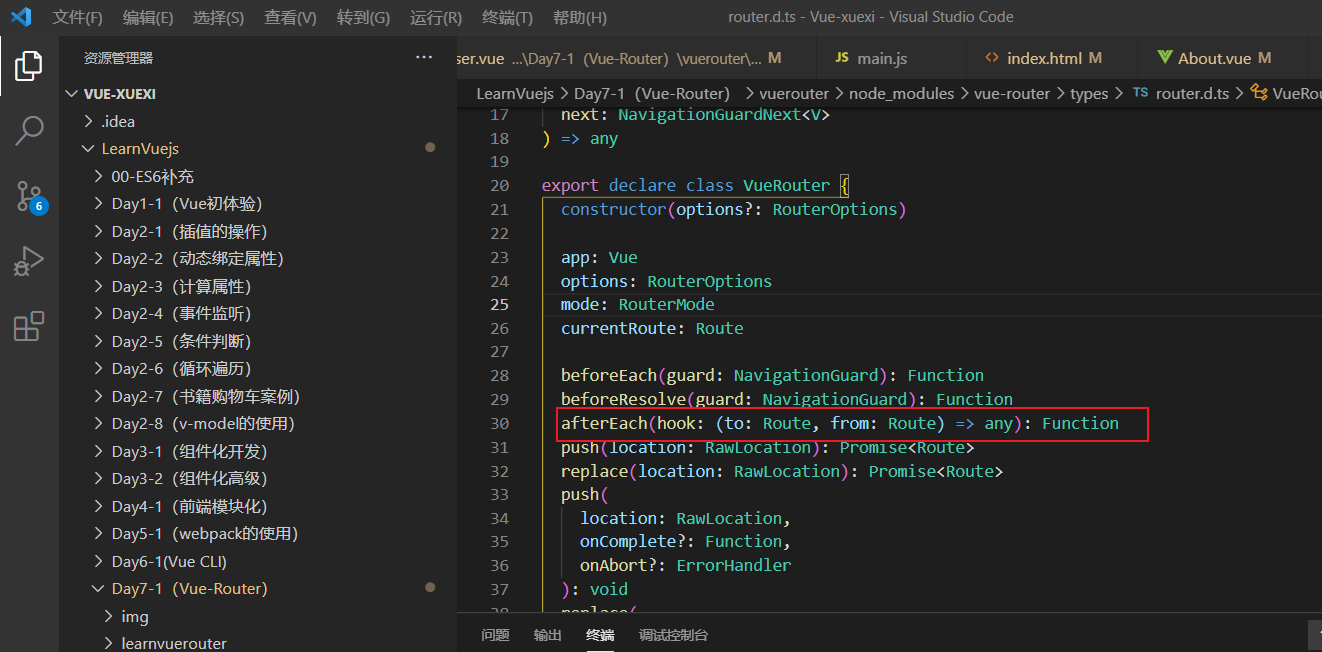 文件(F) 编辑(E) 选择(S) 查看(V) 转到(G) 运行(R) 终端(T) 帮助(H) router.d.ts - Vue-xuexi - Visual Studio Code
资源管理器 ···
VUE-XUEXI
.idea
LearnVuejs
00-ES6补充
Day1-1（Vue初体验)
Day2-1（插值的操作)
Day2-2（动态绑定属性)
Day2-3（计算属性)
Day2-4（事件监听)
Day2-5（条件判断)
Day2-6（循环遍历)
Day2-7（书籍购物车案例)
Day2-8（v-model的使用)
Day3-1（组件化开发)
Day3-2（组件化高级)
Day4-1（前端模块化)
Day5-1（webpack的使用)
Day6-1(Vue CLI)
Day7-1（Vue-Router)
img
learnvuerouter
6
ser.vue ...\Day7-1（Vue-Router）\vuerouter\... M JS main.js <> index.html M About.vue M
LearnVuejs > Day7-1（Vue-Router） > vuerouter > node_modules > vue-router > types > TS router.d.ts > VueRou
17 next: NavigationGuardNext<V>
18 ) => any
19
20 export declare class VueRouter {
21 constructor(options?: RouterOptions)
22
23 app: Vue
24 options: RouterOptions
25 mode: RouterMode
26 currentRoute: Route
27
28 beforeEach(guard: NavigationGuard): Function
29 beforeResolve(guard: NavigationGuard): Function
30 afterEach(hook: (to: Route, from: Route) => any): Function
31 push(location: RawLocation): Promise<Route>
32 replace(location: RawLocation): Promise<Route>
33 push(
34 location: RawLocation,
35 onComplete?: Function,
36 onAbort?: ErrorHandler
37 ): void
38 replace(
问题 输出 终端 调试控制台